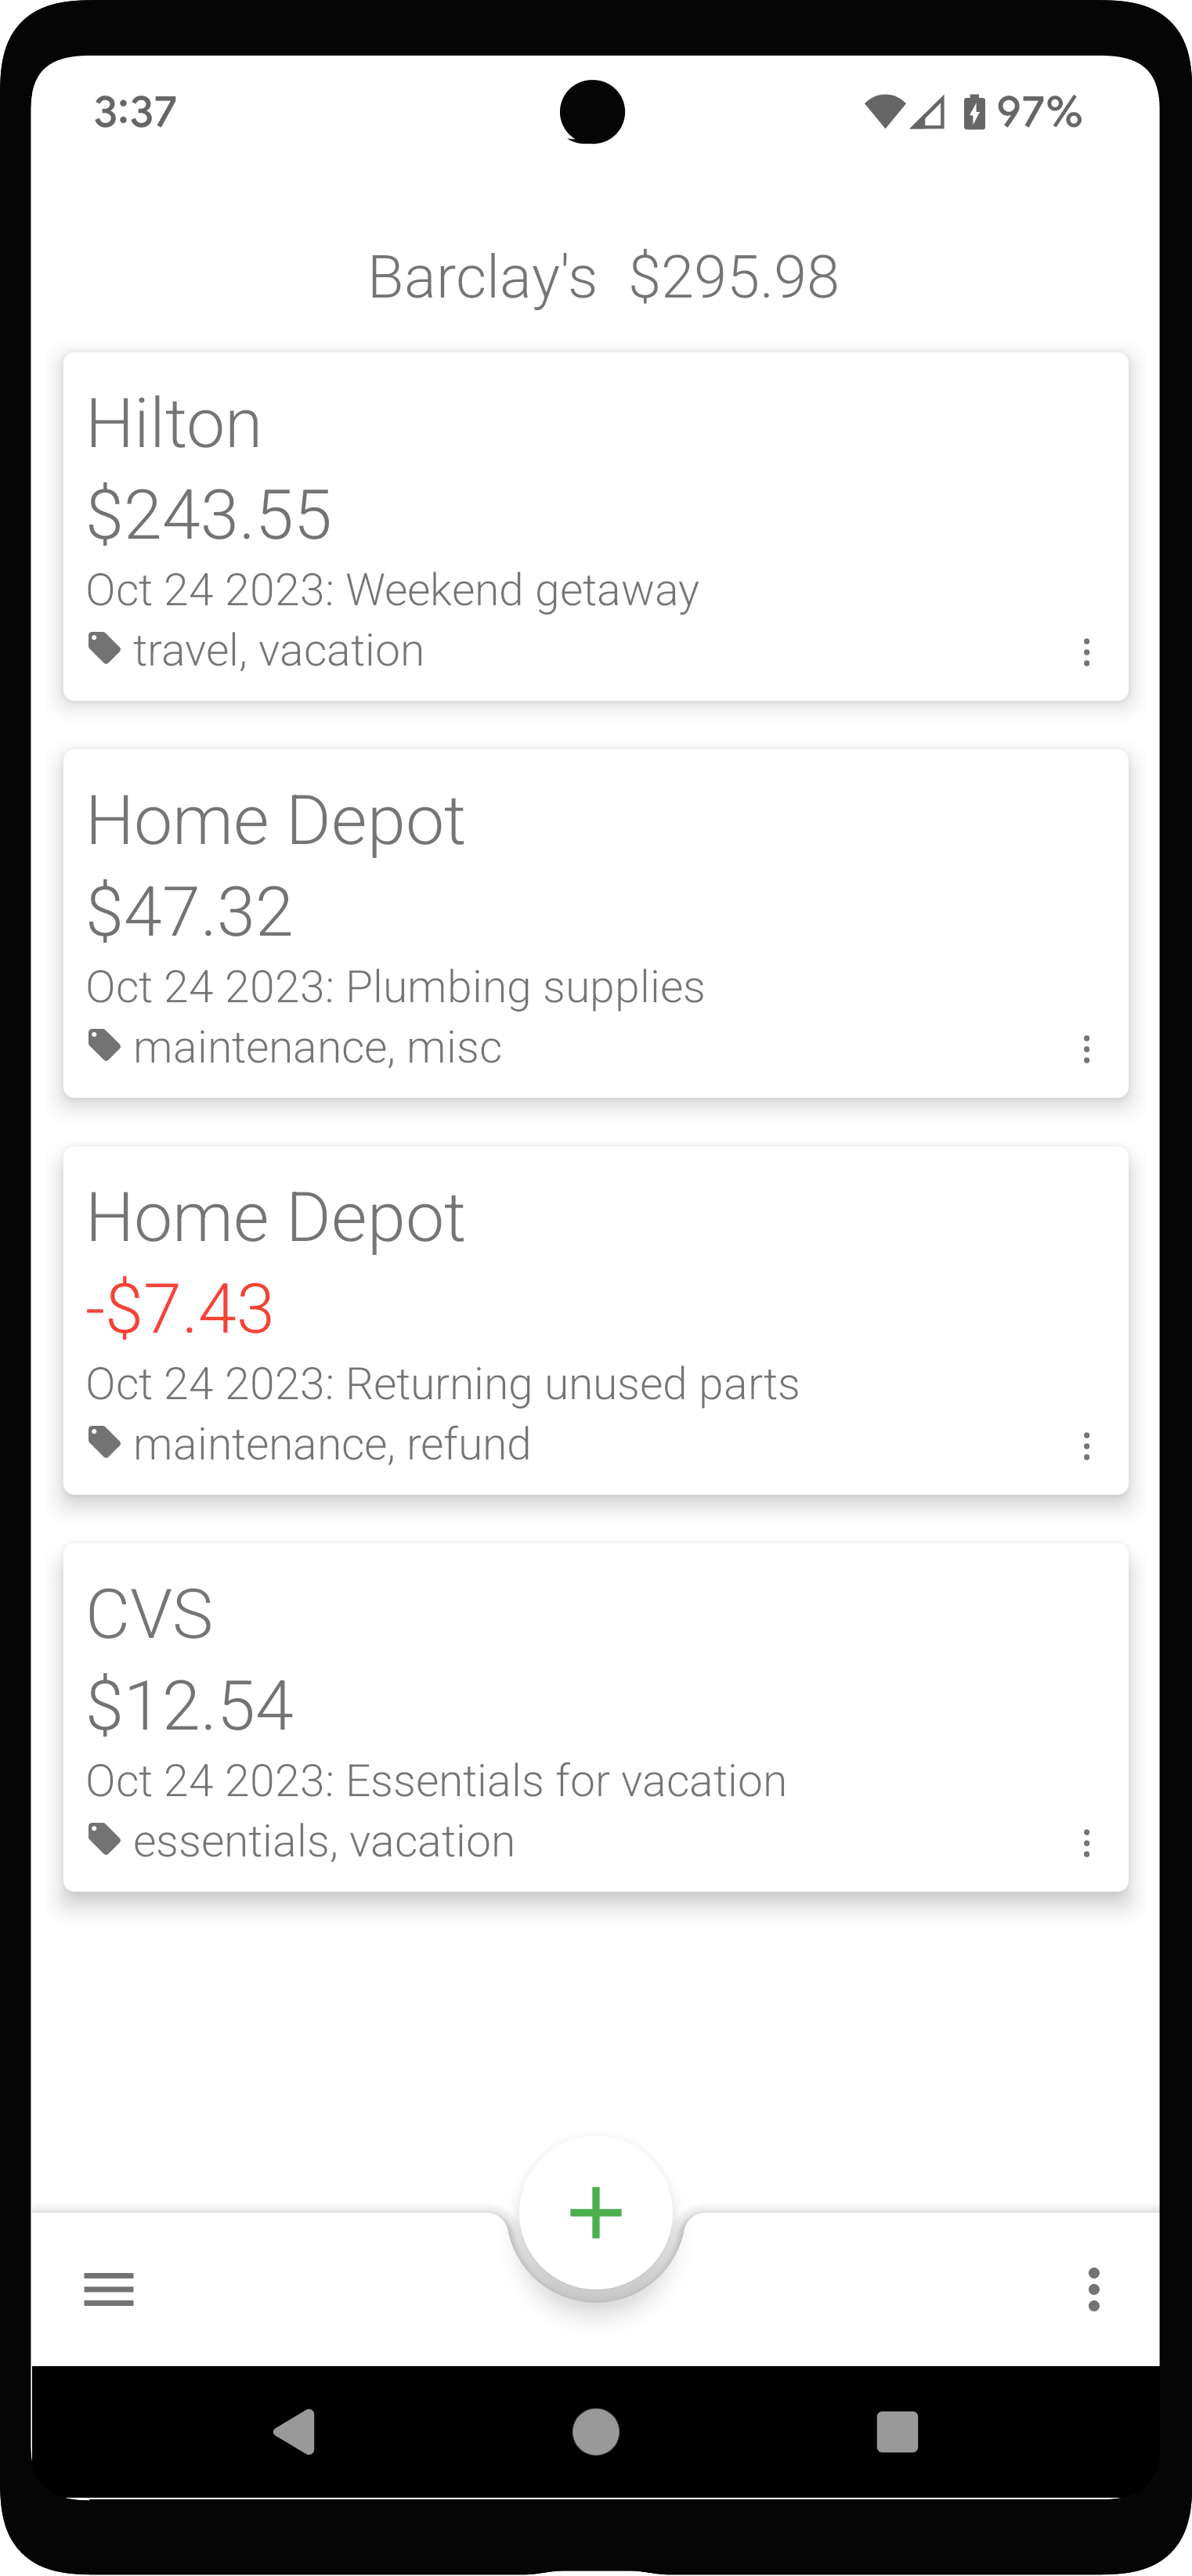 3:37 97%
Barclay's $295.98
Hilton
$243.55
Oct 24 2023: Weekend getaway
travel, vacation
Home Depot
$47.32
Oct 24 2023: Plumbing supplies
maintenance, misc
Home Depot
-$7.43
Oct 24 2023: Returning unused parts
maintenance, refund
CVS
$12.54
Oct 24 2023: Essentials for vacation
essentials, vacation